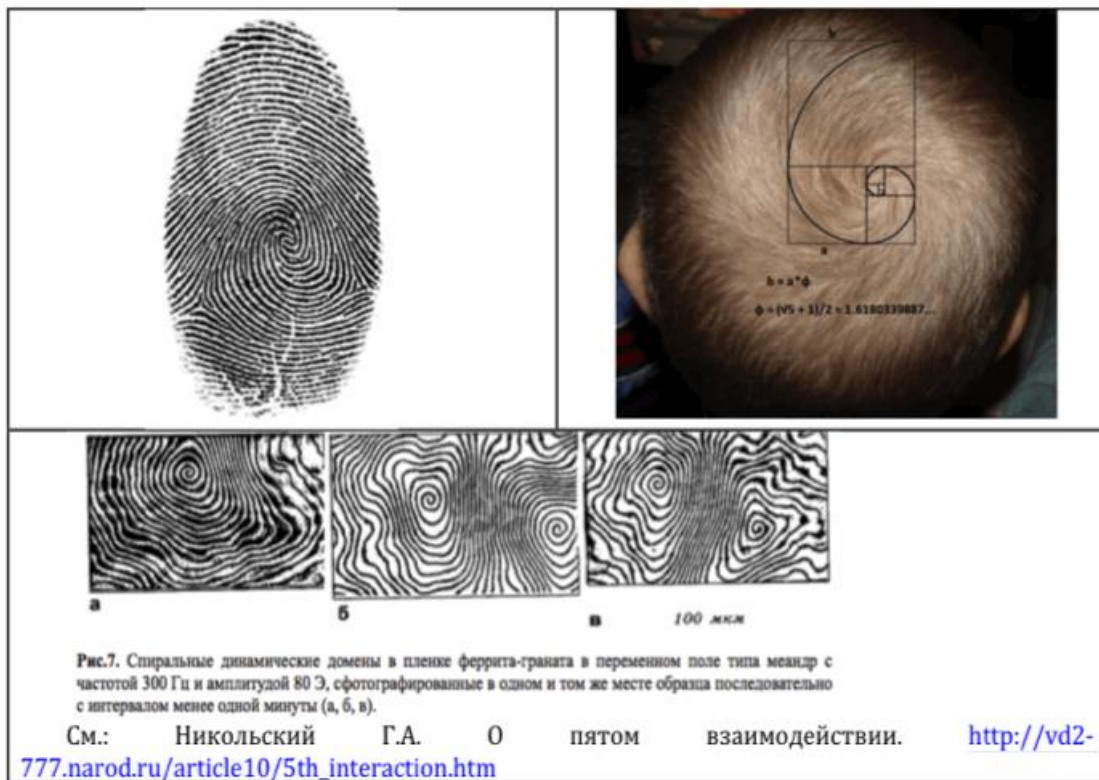 b
a
b = a*ф
ф = (√5 + 1)/2 = 1.6180339887...
а
б
в
100 мкм
Рис.7. Спиральные динамические домены в пленке феррита-граната в переменном поле типа меандр с
частотой 300 Гц и амплитудой 80 Э, сфотографированные в одном и том же месте образца последовательно
с интервалом менее одной минуты (а, б, в).
См.: Никольский Г.А. О пятом взаимодействии. http://vd2-
777.narod.ru/article10/5th_interaction.htm